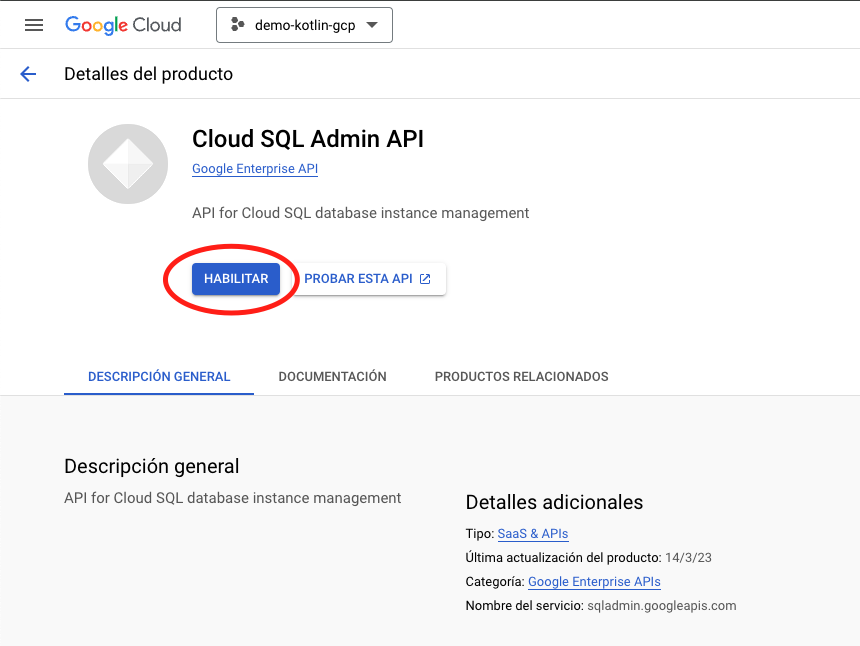 Google Cloud
demo-kotlin-gcp
Detalles del producto
Cloud SQL Admin API
Google Enterprise API
API for Cloud SQL database instance management
HABILITAR
PROBAR ESTA API
DESCRIPCIÓN GENERAL
DOCUMENTACIÓN
PRODUCTOS RELACIONADOS
Descripción general
API for Cloud SQL database instance management
Detalles adicionales
Tipo: SaaS & APIs
Última actualización del producto: 14/3/23
Categoría: Google Enterprise APIs
Nombre del servicio: sqladmin.googleapis.com